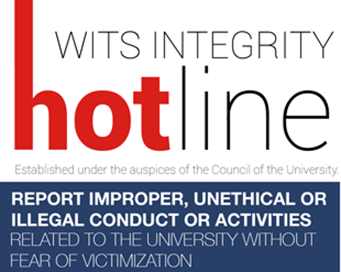 WITS INTEGRITY
hotline
Established under the auspices of the Council of the University.
REPORT IMPROPER, UNETHICAL OR
ILLEGAL CONDUCT OR ACTIVITIES
RELATED TO THE UNIVERSITY WITHOUT
FEAR OF VICTIMIZATION